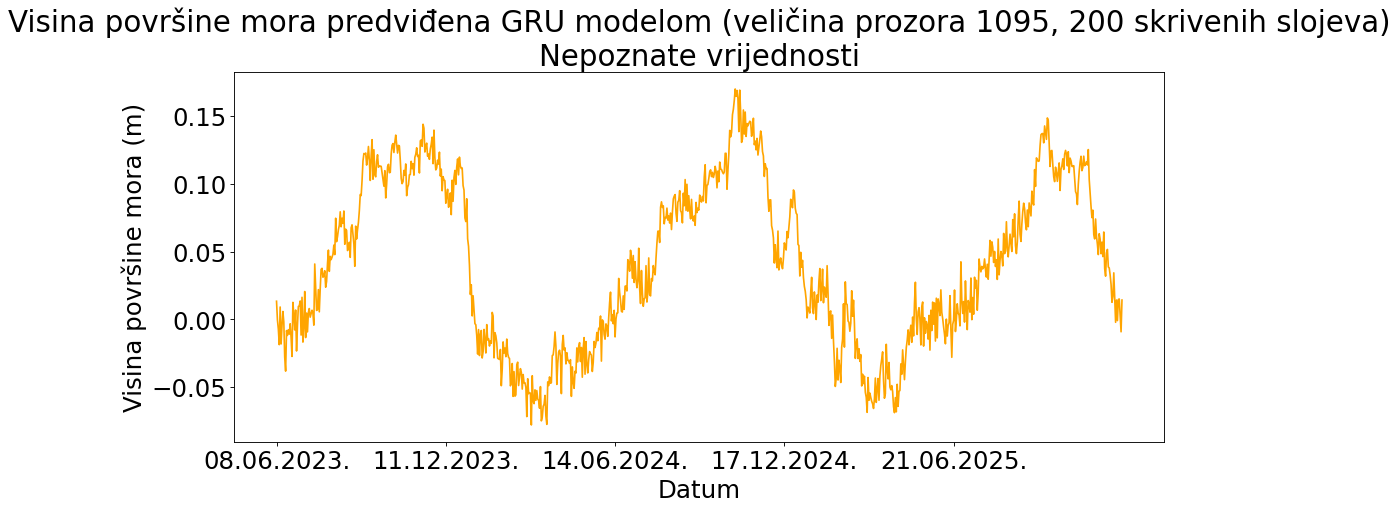 Visina površine mora predviđena GRU modelom (veličina prozora 1095, 200 skrivenih slojeva)
Nepoznate vrijednosti
Visina površine mora (m)
0.15
0.10
0.05
0.00
−0.05
08.06.2023. 11.12.2023. 14.06.2024. 17.12.2024. 21.06.2025.
Datum